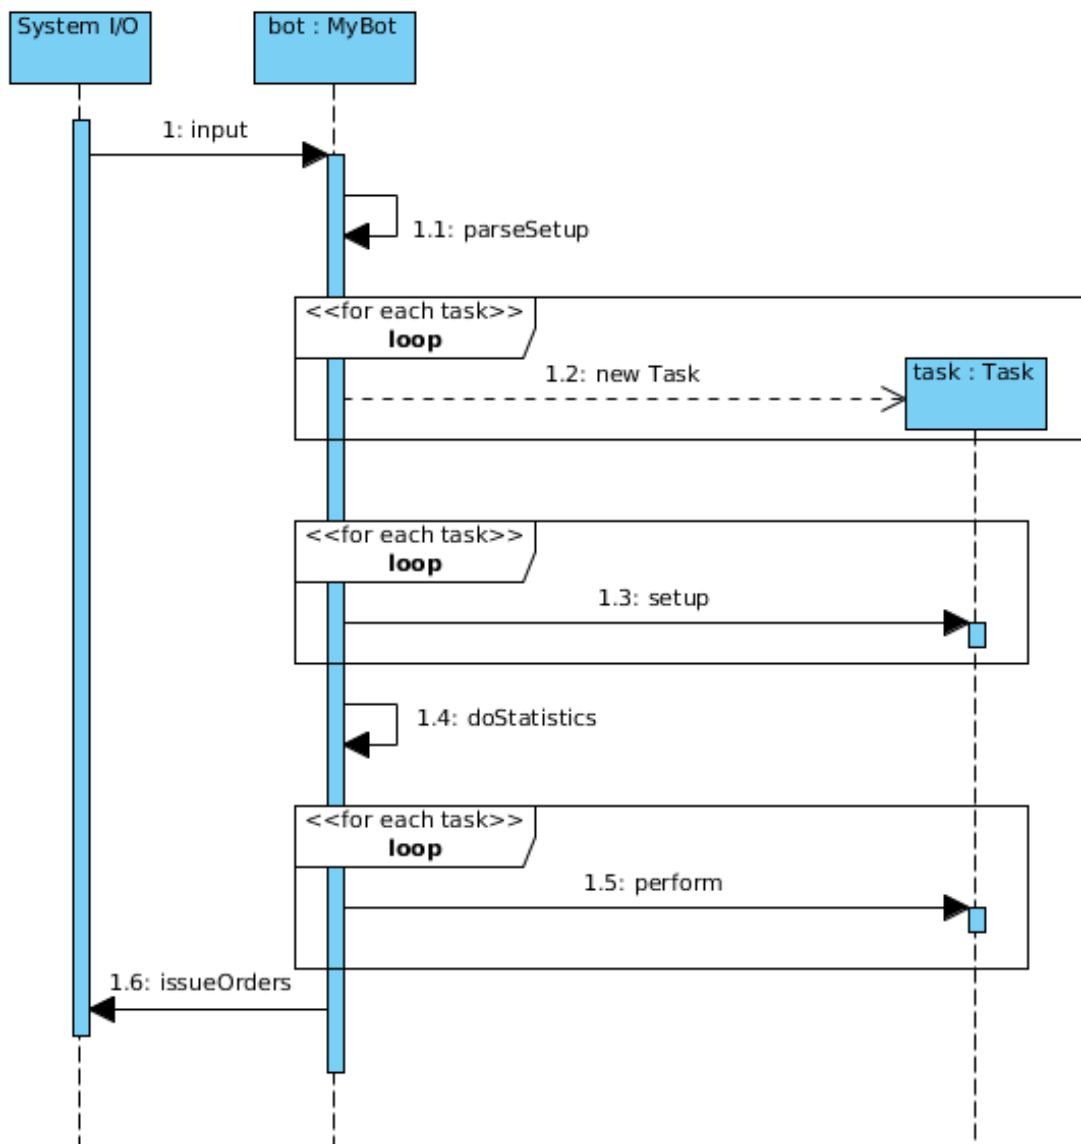 System I/O
bot : MyBot
1: input
1.1: parseSetup
<<for each task>>
loop
1.2: new Task
task : Task
<<for each task>>
loop
1.3: setup
1.4: doStatistics
<<for each task>>
loop
1.5: perform
1.6: issueOrders